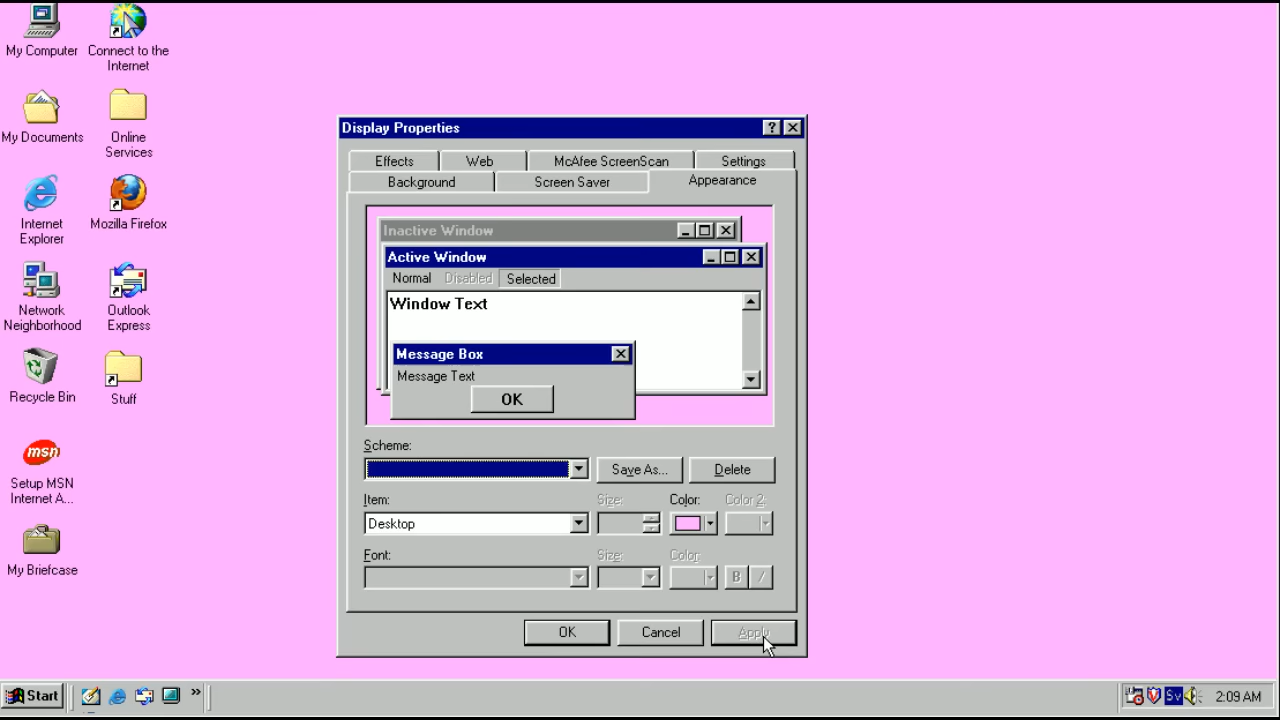 My Computer
Connect to the
Internet
My Documents
Online
Services
Internet
Explorer
Mozilla Firefox
Network
Neighborhood
Outlook
Express
Recycle Bin
Stuff
msn
Setup MSN
Internet A...
My Briefcase
Display Properties
Effects
Web
McAfee ScreenScan
Settings
Background
Screen Saver
Appearance
Inactive Window
Active Window
Normal Disabled Selected
Window Text
Message Box
Message Text
OK
Scheme:
Save As...
Delete
Item:
Size:
Color:
Color 2:
Desktop
Font:
Size:
Color:
B /
OK
Cancel
Apply
Start
»
Sv
2:09 AM